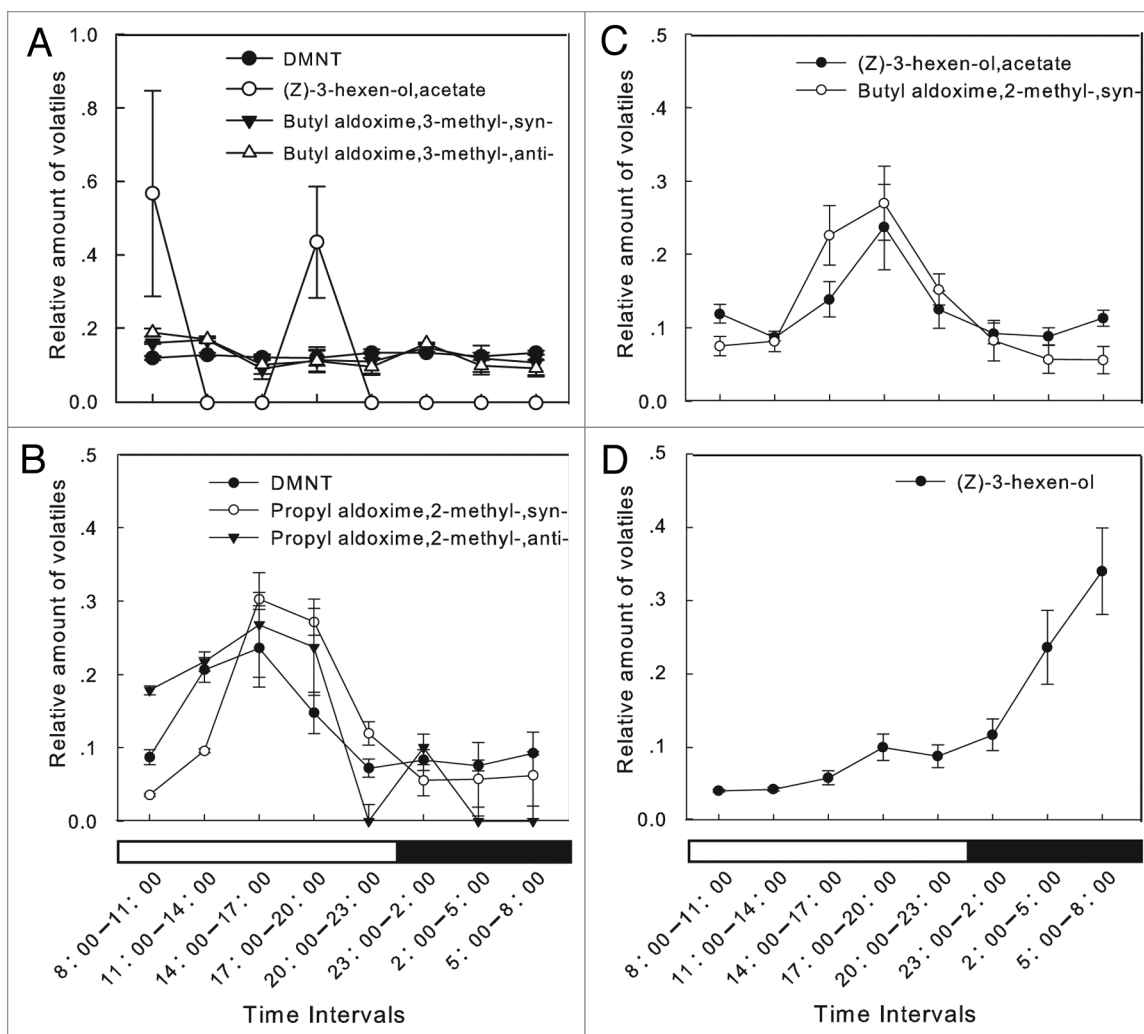 A
Relative amount of volatiles
1.0
.8
.6
.4
.2
0.0
DMNT
(Z)-3-hexen-ol,acetate
Butyl aldoxime,3-methyl-,syn-
Butyl aldoxime,3-methyl-,anti-
C
Relative amount of volatiles
.5
.4
.3
.2
.1
0.0
(Z)-3-hexen-ol,acetate
Butyl aldoxime,2-methyl-,syn-
B
Relative amount of volatiles
.5
.4
.3
.2
.1
0.0
DMNT
Propyl aldoxime,2-methyl-,syn-
Propyl aldoxime,2-methyl-,anti-
8:00-11:00
11:00-14:00
14:00-17:00
17:00-20:00
20:00-23:00
23:00-2:00
2:00-5:00
5:00-8:00
Time Intervals
D
Relative amount of volatiles
.5
.4
.3
.2
.1
0.0
(Z)-3-hexen-ol
8:00-11:00
11:00-14:00
14:00-17:00
17:00-20:00
20:00-23:00
23:00-2:00
2:00-5:00
5:00-8:00
Time Intervals